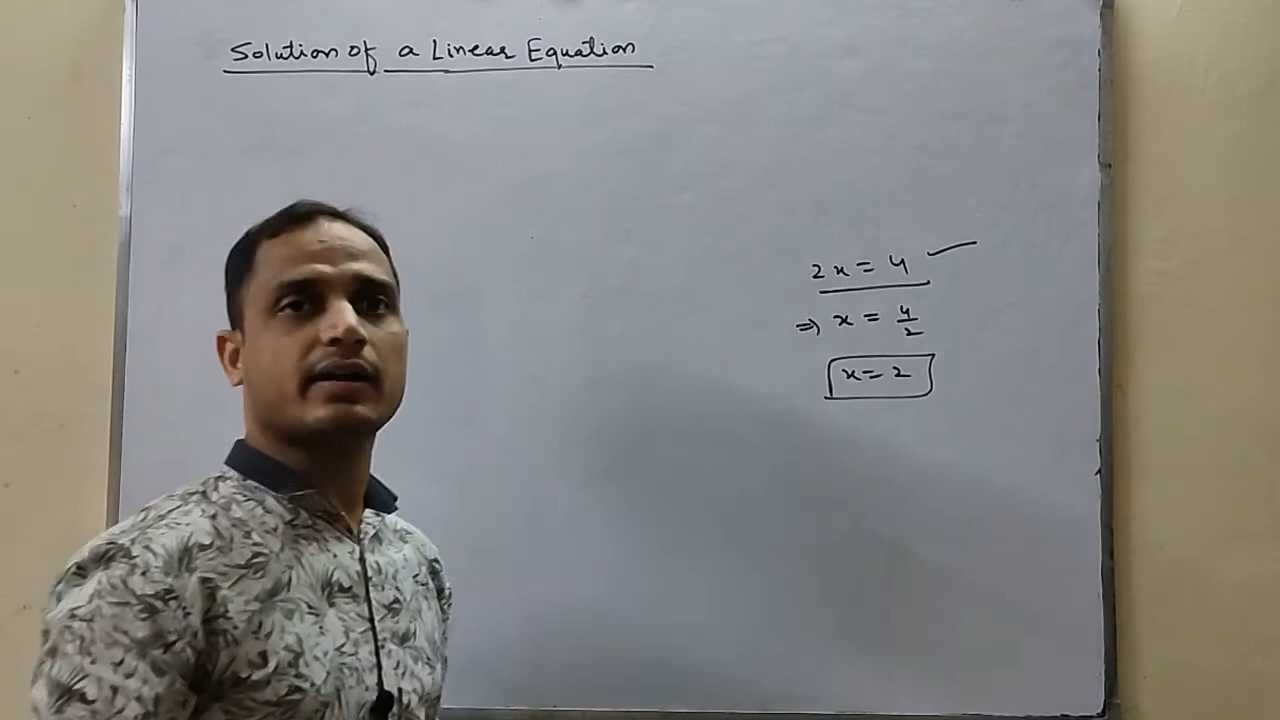 Solution of a Linear Equation
2x = 4
⇒ x = 4/2
x = 2